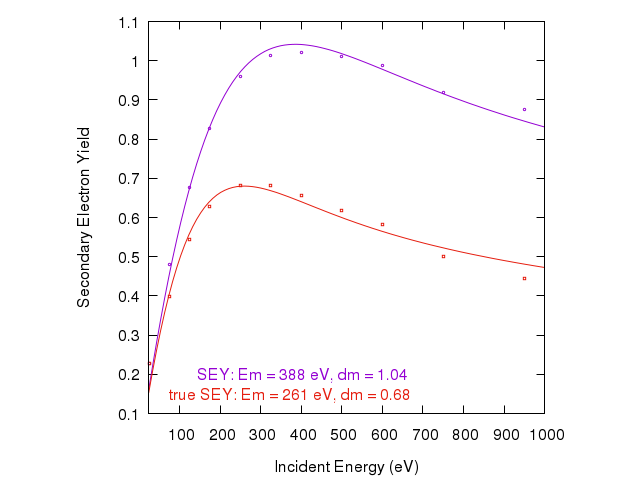 1.1
1
0.9
0.8
0.7
0.6
0.5
0.4
0.3
0.2
0.1
Secondary Electron Yield
SEY: Em = 388 eV, dm = 1.04
true SEY: Em = 261 eV, dm = 0.68
100 200 300 400 500 600 700 800 900 1000
Incident Energy (eV)